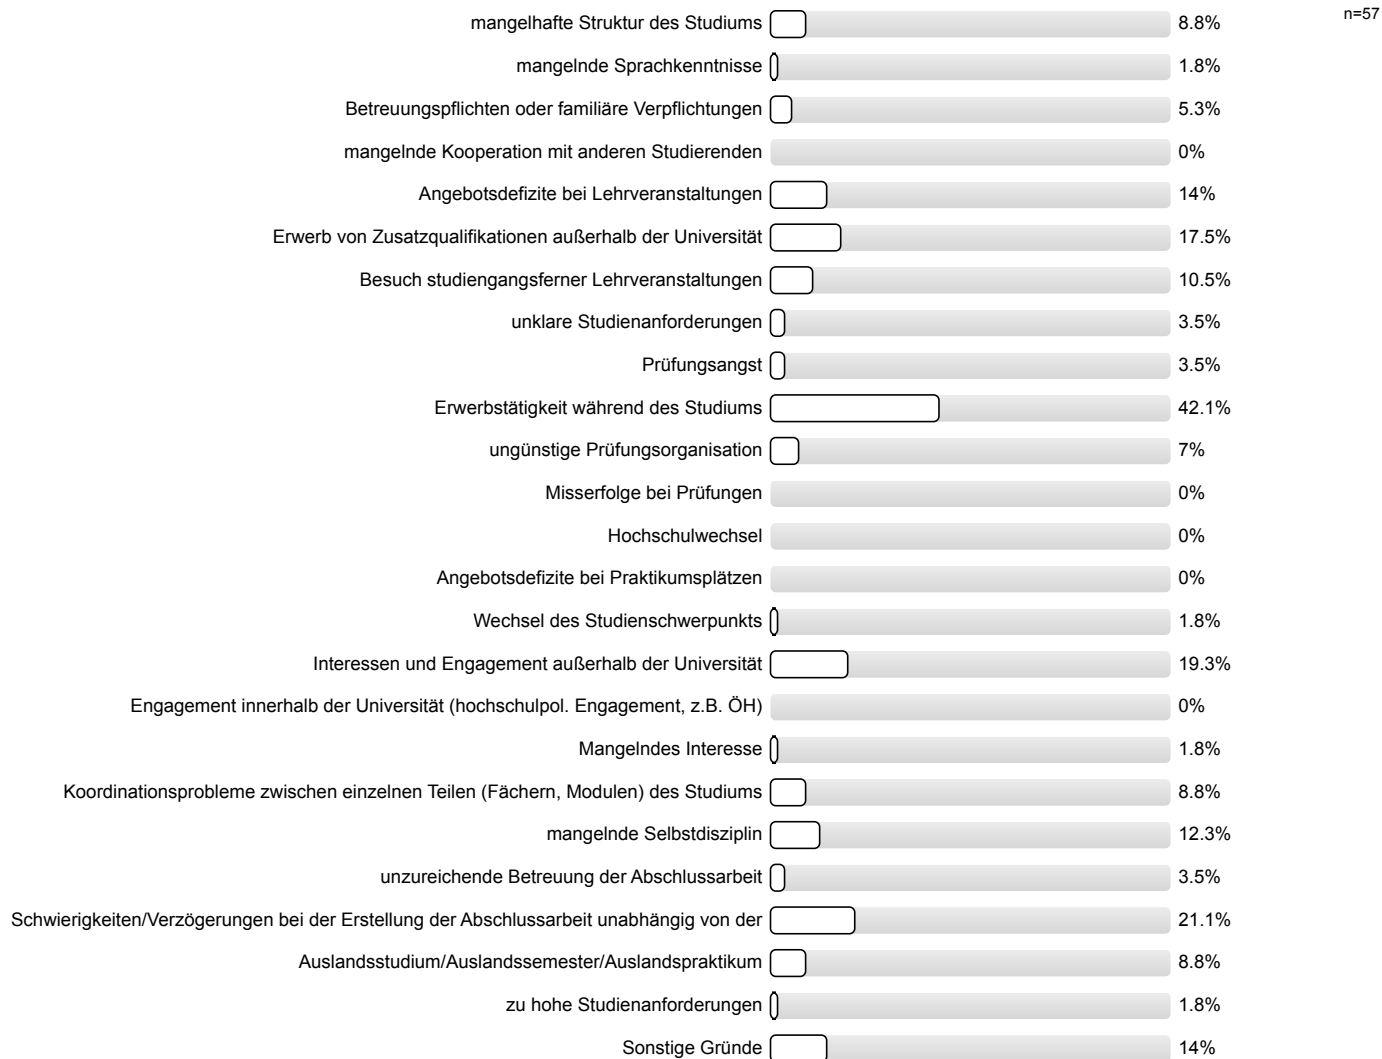 n=57
mangelhafte Struktur des Studiums 8.8%
mangelnde Sprachkenntnisse 1.8%
Betreuungspflichten oder familiäre Verpflichtungen 5.3%
mangelnde Kooperation mit anderen Studierenden 0%
Angebotsdefizite bei Lehrveranstaltungen 14%
Erwerb von Zusatzqualifikationen außerhalb der Universität 17.5%
Besuch studiengangsferner Lehrveranstaltungen 10.5%
unklare Studienanforderungen 3.5%
Prüfungsangst 3.5%
Erwerbstätigkeit während des Studiums 42.1%
ungünstige Prüfungsorganisation 7%
Misserfolge bei Prüfungen 0%
Hochschulwechsel 0%
Angebotsdefizite bei Praktikumsplätzen 0%
Wechsel des Studienschwerpunkts 1.8%
Interessen und Engagement außerhalb der Universität 19.3%
Engagement innerhalb der Universität (hochschulpol. Engagement, z.B. ÖH) 0%
Mangelndes Interesse 1.8%
Koordinationsprobleme zwischen einzelnen Teilen (Fächern, Modulen) des Studiums 8.8%
mangelnde Selbstdisziplin 12.3%
unzureichende Betreuung der Abschlussarbeit 3.5%
Schwierigkeiten/Verzögerungen bei der Erstellung der Abschlussarbeit unabhängig von der 21.1%
Auslandsstudium/Auslandssemester/Auslandspraktikum 8.8%
zu hohe Studienanforderungen 1.8%
Sonstige Gründe 14%